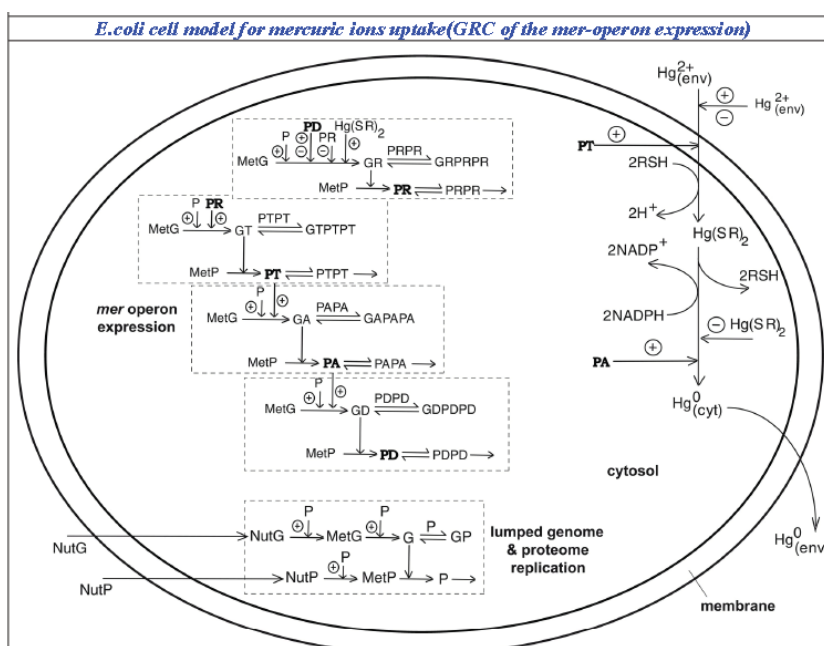 E.coli cell model for mercuric ions uptake(GRC of the mer-operon expression)
Hg2+(env)
+
Hg2+(env)
−
PT
+
2RSH
2H+
Hg(SR)2
2NADP+
2RSH
2NADPH
− Hg(SR)2
PA
+
Hg0(cyt)
Hg0(env)
cytosol
membrane
P PD PR Hg(SR)2
+ + − − +
MetG GR PRPR GRPRPR
MetP PR PRPR
P PR
+ +
MetG GT PTPT GTPTPT
MetP PT PTPT
mer operon
expression
P
+ +
MetG GA PAPA GAPAPA
MetP PA PAPA
P
+ +
MetG GD PDPD GDPDPD
MetP PD PDPD
P P
+ +
NutG NutG MetG G P GP
P
+
NutP NutP MetP P
lumped genome
& proteome
replication